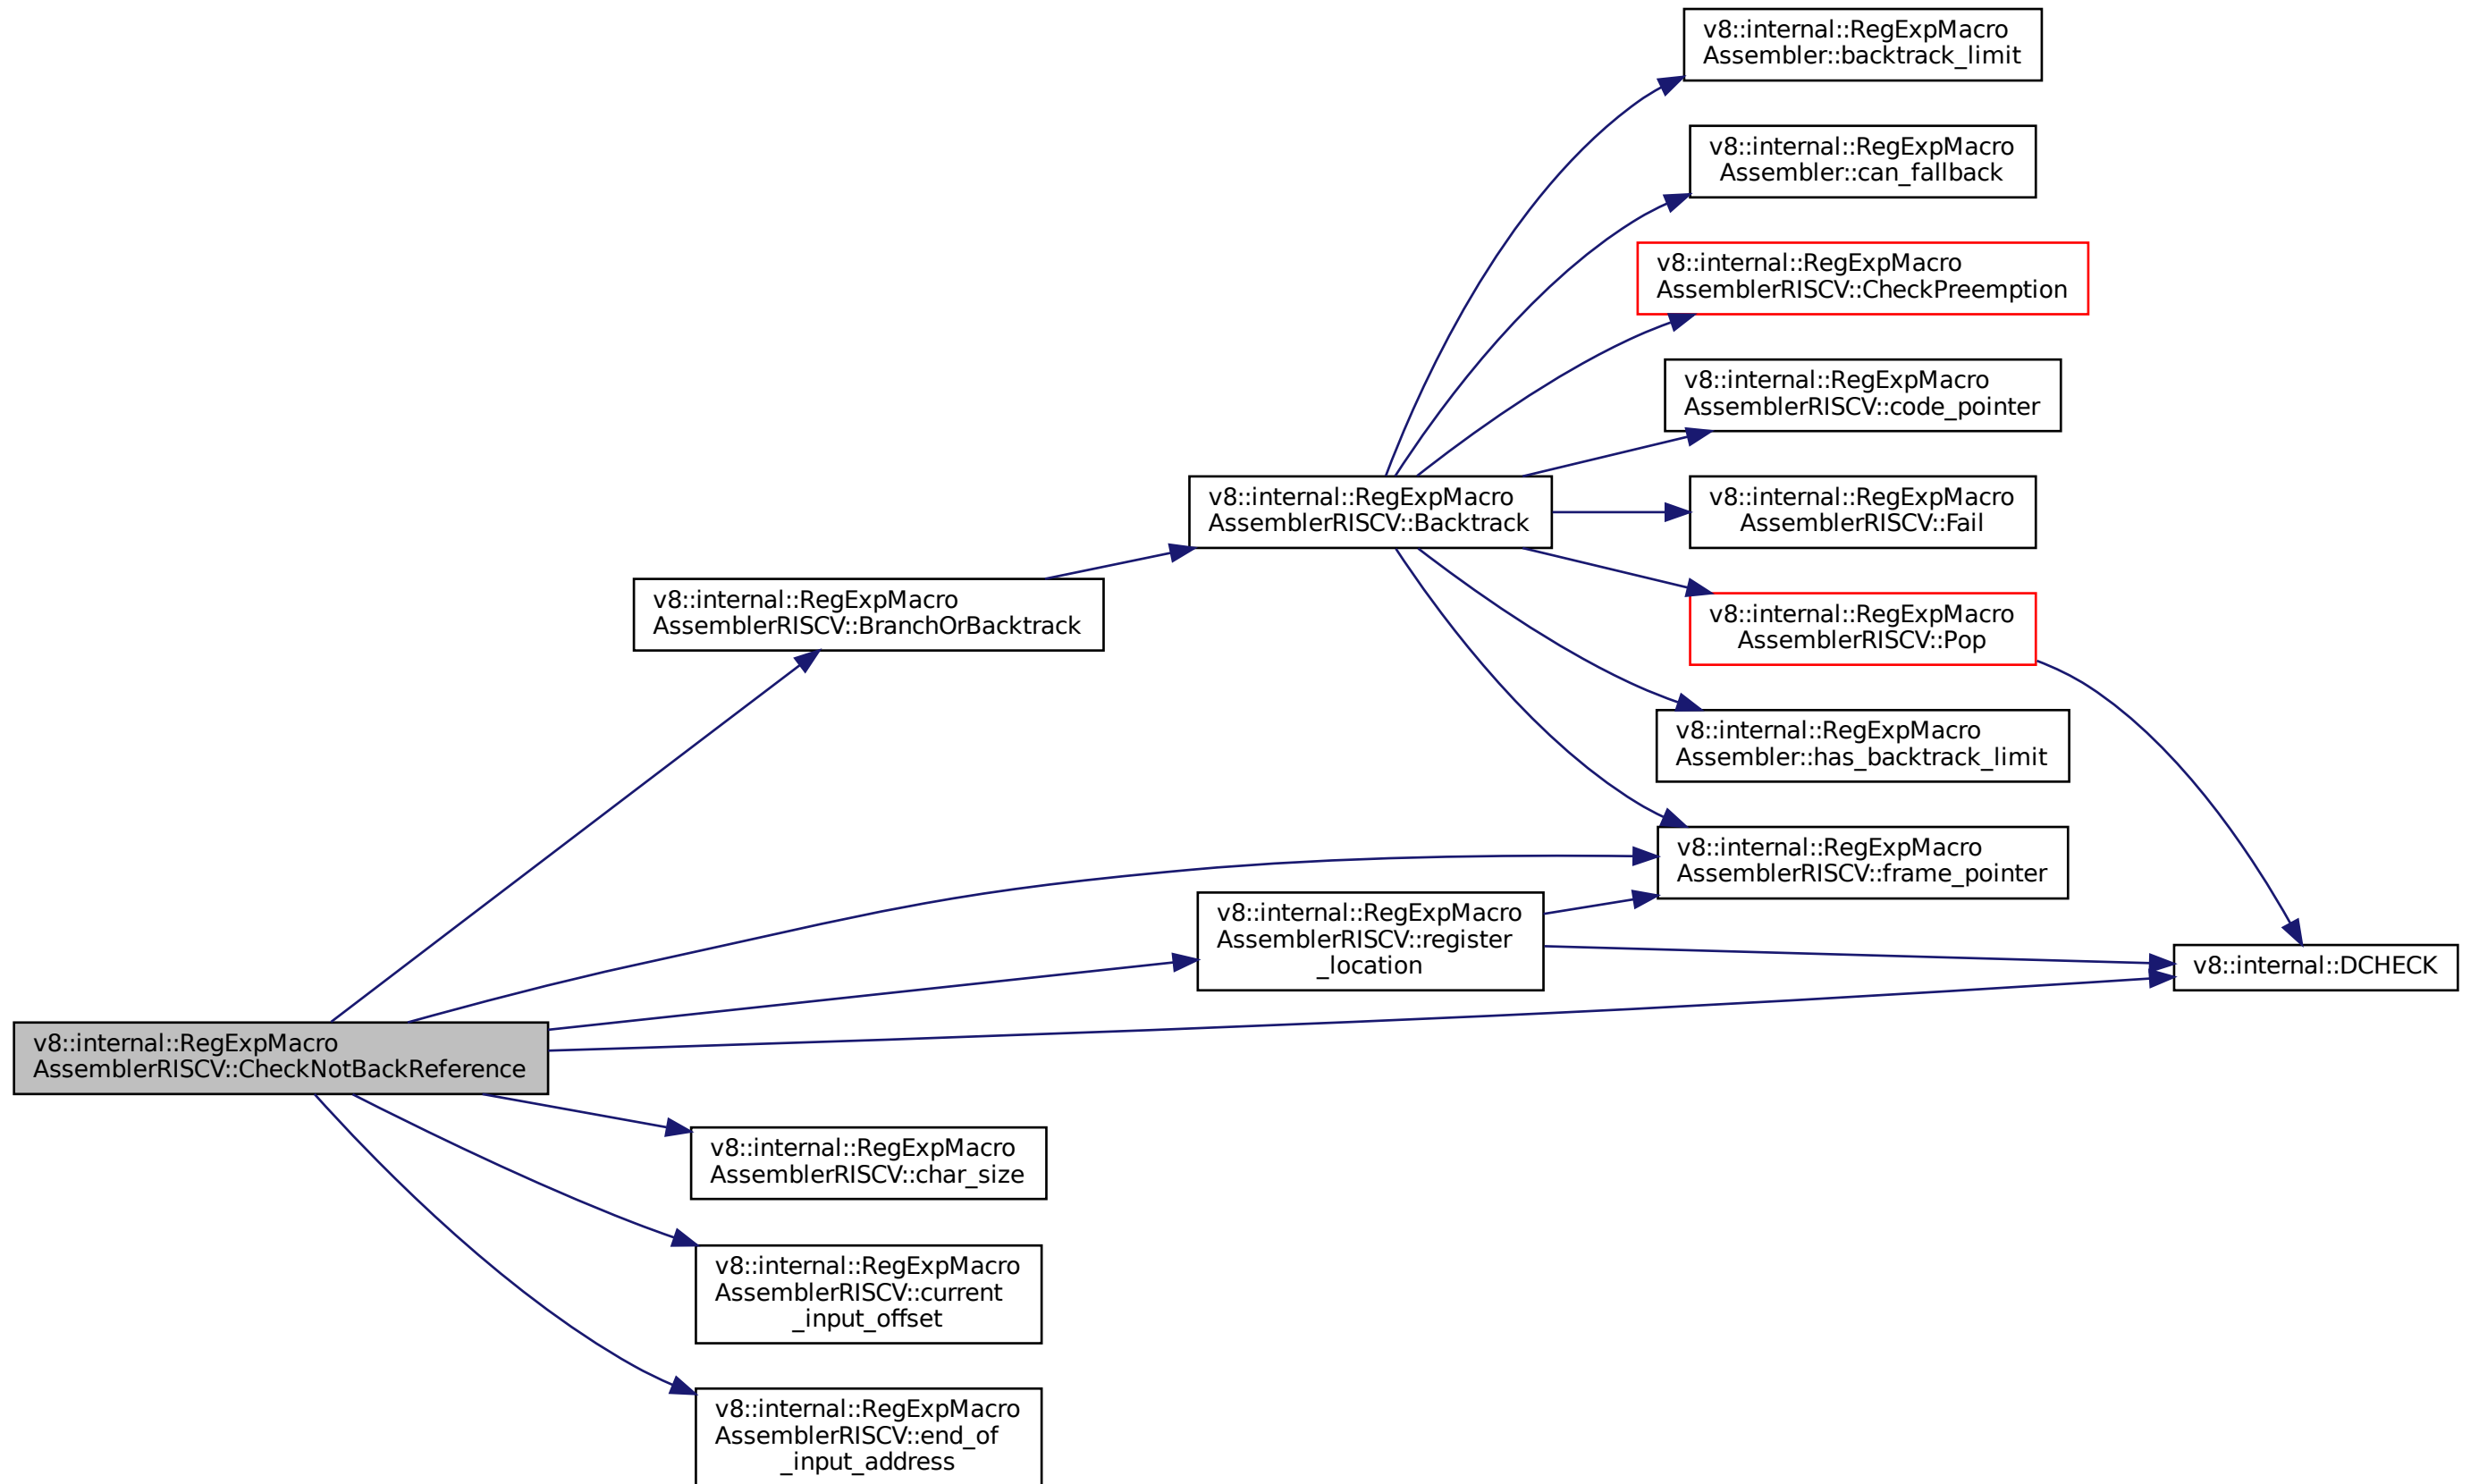 v8::internal::RegExpMacro
Assembler::backtrack_limit
v8::internal::RegExpMacro
Assembler::can_fallback
v8::internal::RegExpMacro
AssemblerRISCV::CheckPreemption
v8::internal::RegExpMacro
AssemblerRISCV::code_pointer
v8::internal::RegExpMacro
AssemblerRISCV::Backtrack
v8::internal::RegExpMacro
AssemblerRISCV::Fail
v8::internal::RegExpMacro
AssemblerRISCV::BranchOrBacktrack
v8::internal::RegExpMacro
AssemblerRISCV::Pop
v8::internal::RegExpMacro
Assembler::has_backtrack_limit
v8::internal::RegExpMacro
AssemblerRISCV::frame_pointer
v8::internal::RegExpMacro
AssemblerRISCV::register
_location
v8::internal::DCHECK
v8::internal::RegExpMacro
AssemblerRISCV::CheckNotBackReference
v8::internal::RegExpMacro
AssemblerRISCV::char_size
v8::internal::RegExpMacro
AssemblerRISCV::current
_input_offset
v8::internal::RegExpMacro
AssemblerRISCV::end_of
_input_address